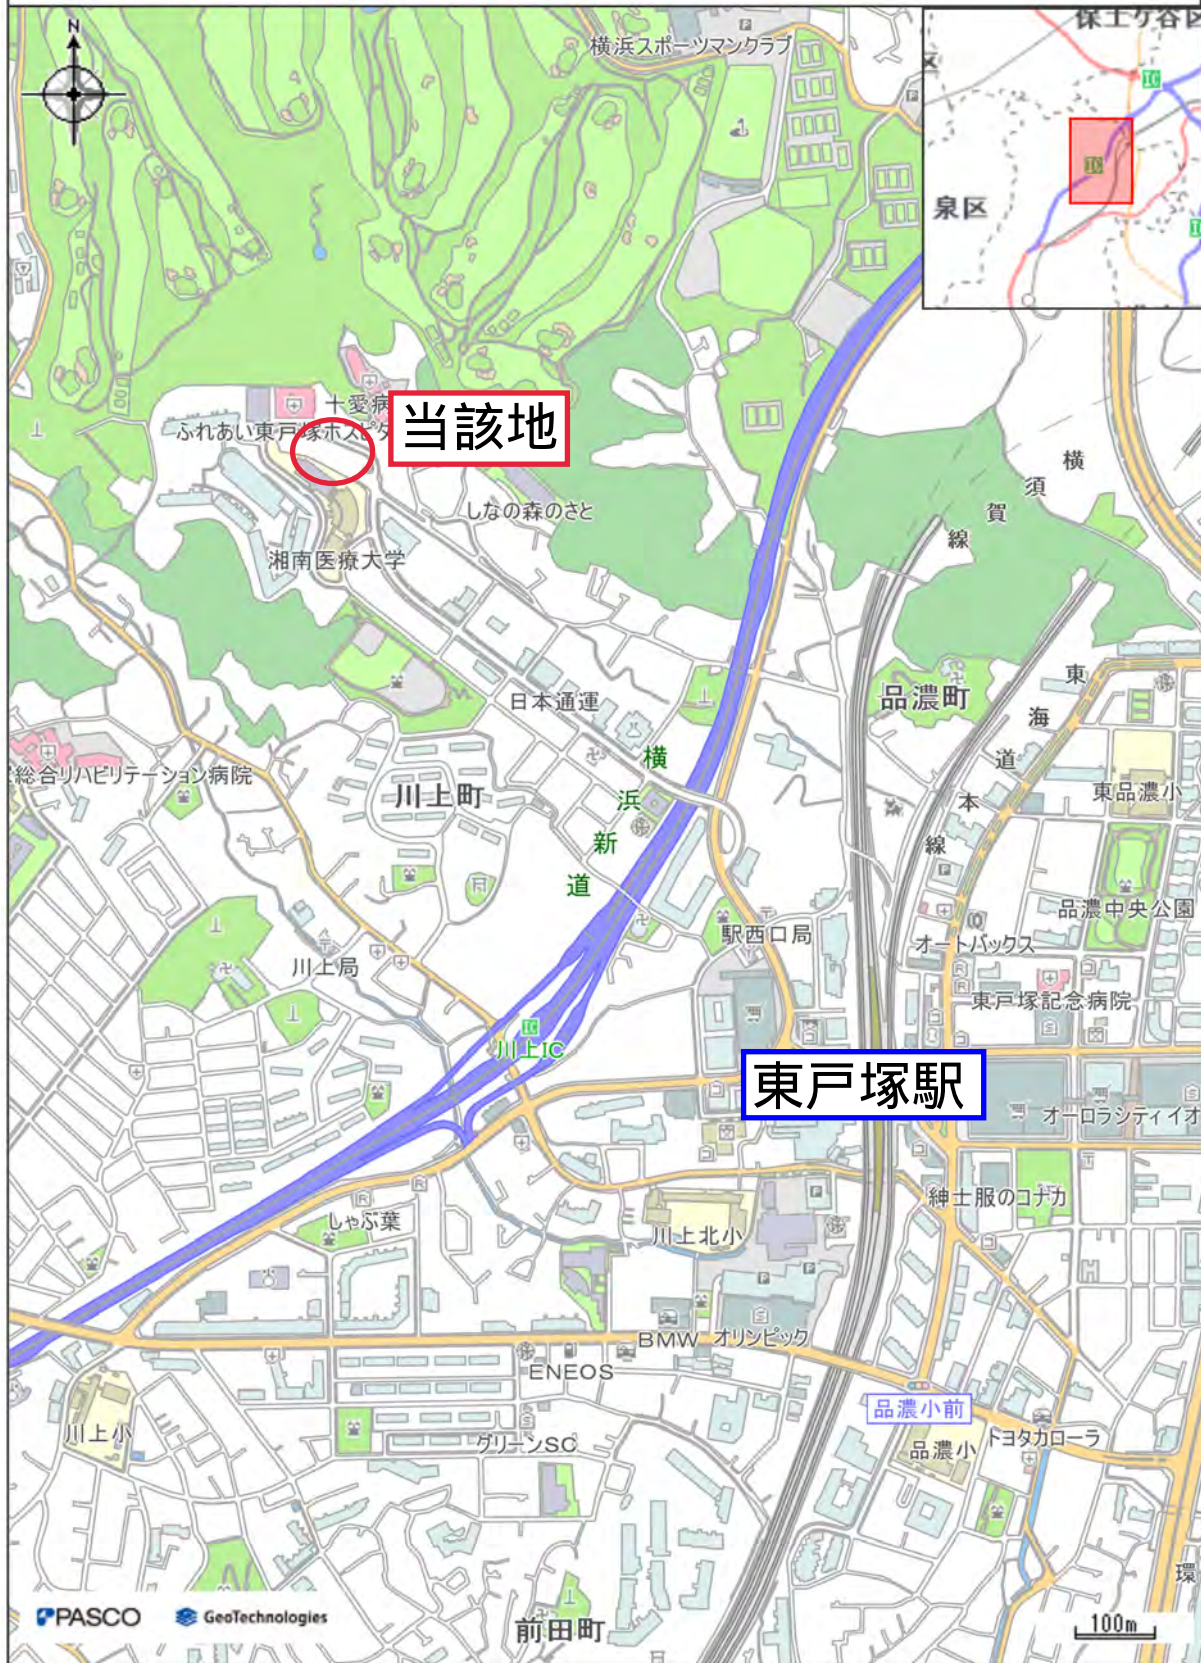 N
横浜スポーツマンクラブ
保土ケ谷区
IC
区
泉区
IC
IC
十愛病
ふれあい東戸塚ホスピタ
当該地
しなの森のさと
湘南医療大学
横須賀線
東海道本線
日本通運
品濃町
横浜新道
東品濃小
総合リハビリテーション病院
川上町
品濃中央公園
駅西口局
オートバックス
川上局
東戸塚記念病院
IC
川上IC
東戸塚駅
オーロラシティイオ
紳士服のコナカ
しゃぶ葉
川上北小
BMW
オリンピック
ENEOS
品濃小前
川上小
グリーンSC
品濃小
トヨタカローラ
環
前田町
PASCO
GeoTechnologies
100m